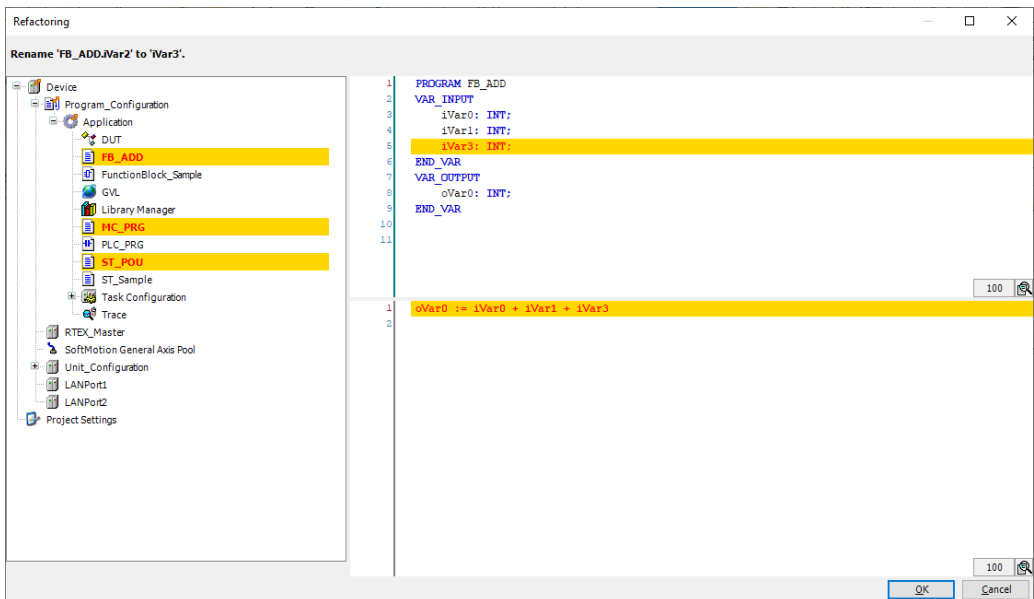 Refactoring
Rename 'FB_ADD.iVar2' to 'iVar3'.
Device
Program_Configuration
Application
DUT
FB_ADD
FunctionBlock_Sample
GVL
Library Manager
MC_PRG
PLC_PRG
ST_POU
ST_Sample
Task Configuration
Trace
RTEX_Master
SoftMotion General Axis Pool
Unit_Configuration
LANPort1
LANPort2
Project Settings
1 PROGRAM FB_ADD
2 VAR_INPUT
3 iVar0: INT;
4 iVar1: INT;
5 iVar3: INT;
6 END_VAR
7 VAR_OUTPUT
8 oVar0: INT;
9 END_VAR
10
11
100
1 oVar0 := iVar0 + iVar1 + iVar3
2
100
OK Cancel